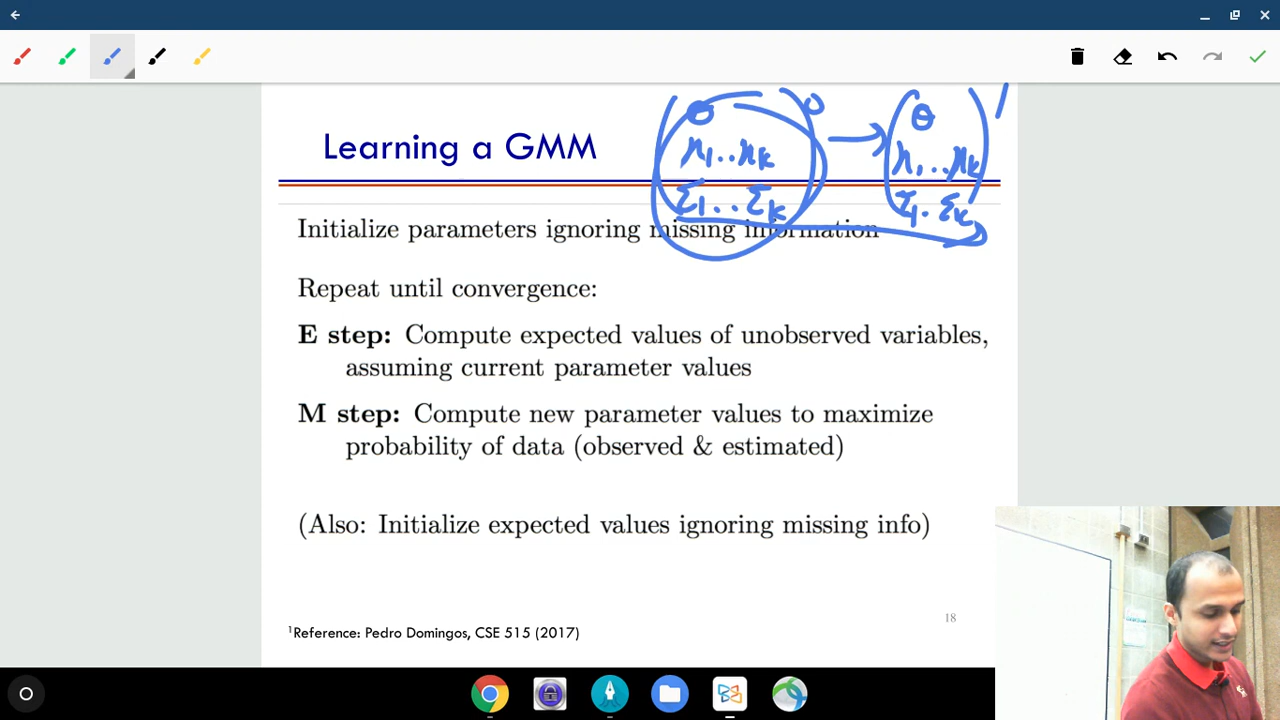 Learning a GMM
θ
μ1..μk
Σ1..Σk
0
→
θ
μ1..μk
Σ1.Σk
1
Initialize parameters ignoring missing information
Repeat until convergence:
E step: Compute expected values of unobserved variables,
assuming current parameter values
M step: Compute new parameter values to maximize
probability of data (observed & estimated)
(Also: Initialize expected values ignoring missing info)
18
1Reference: Pedro Domingos, CSE 515 (2017)